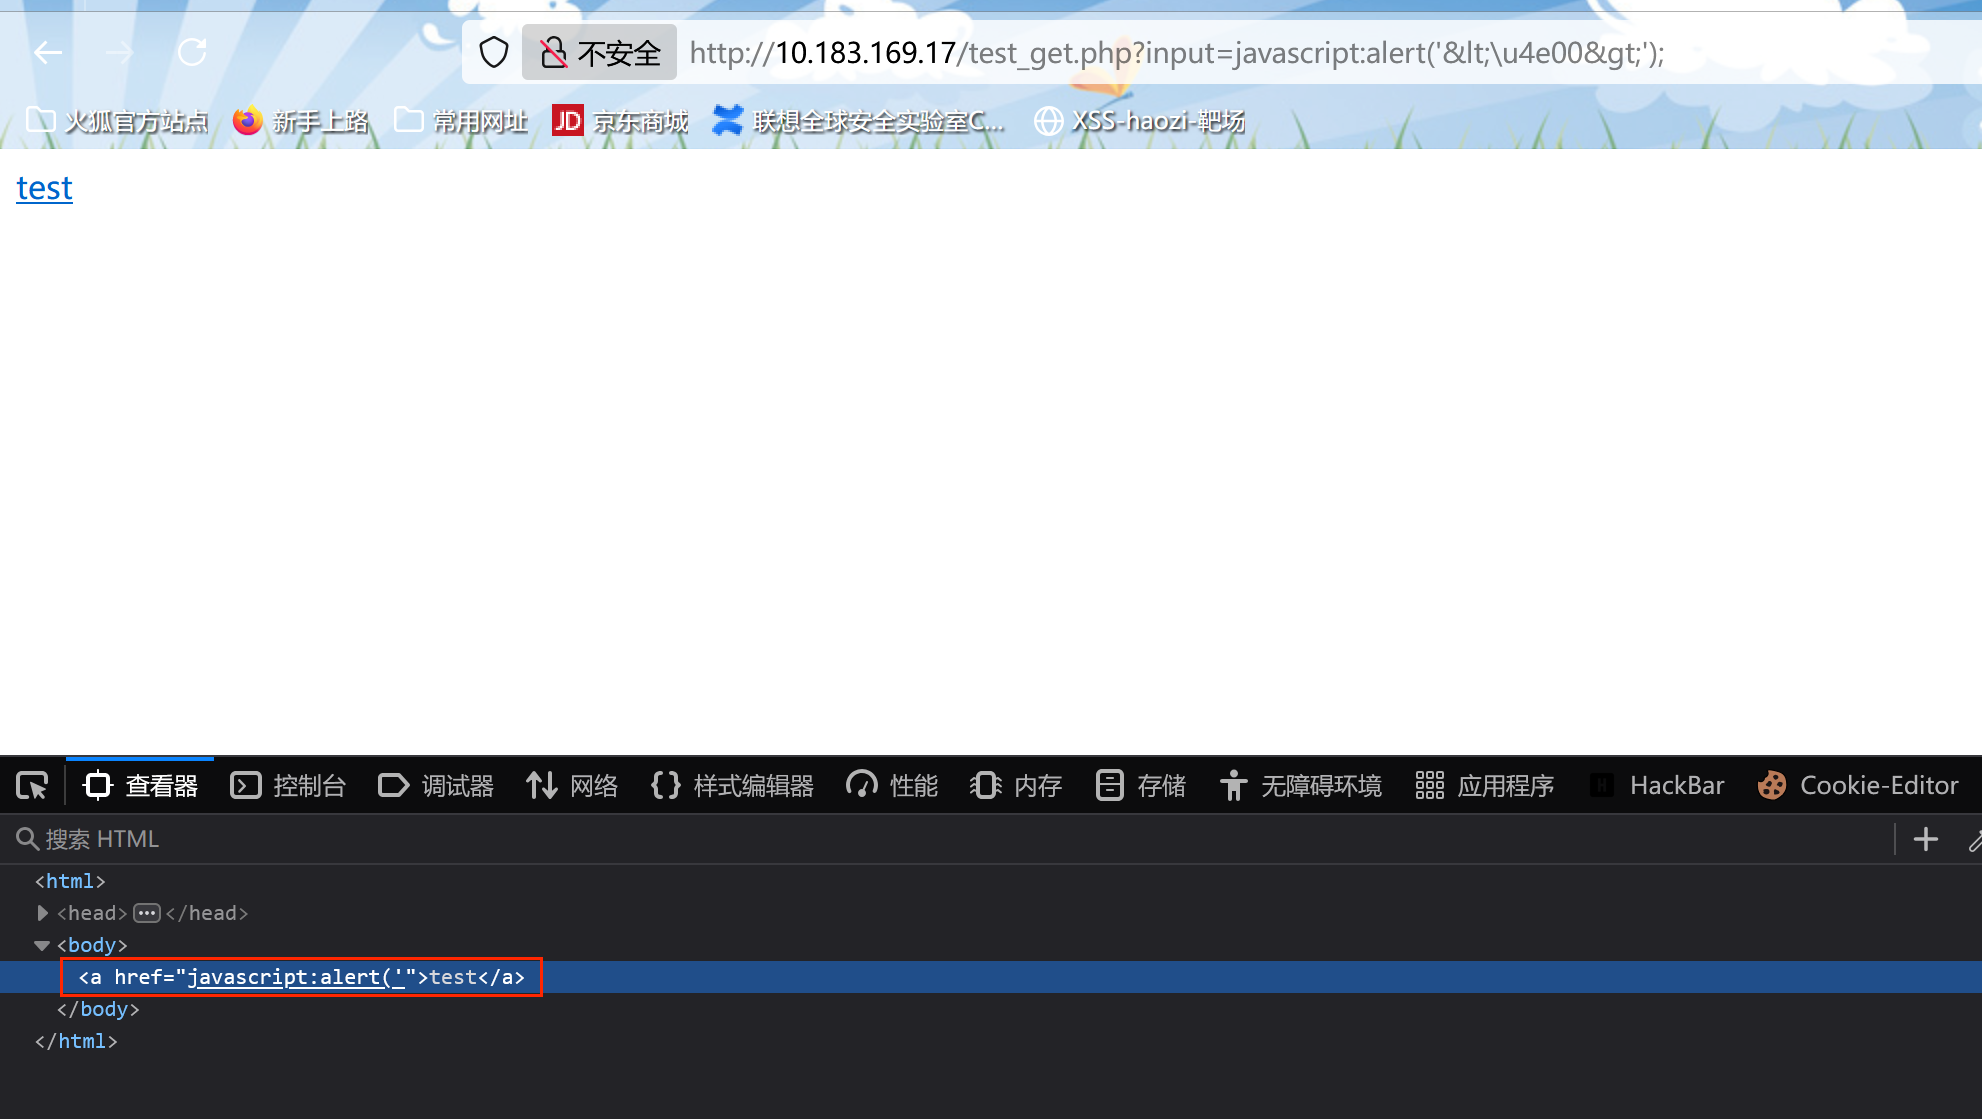 不安全 http://10.183.169.17/test_get.php?input=javascript:alert('&lt;\u4e00&gt;');
火狐官方站点 新手上路 常用网址 JD 京东商城 联想全球安全实验室C... XSS-haozi-靶场
test
查看器 控制台 调试器 网络 {} 样式编辑器 性能 内存 存储 无障碍环境 应用程序 H HackBar Cookie-Editor
搜索 HTML
<html>
<head>...</head>
<body>
<a href="javascript:alert('">test</a>
</body>
</html>